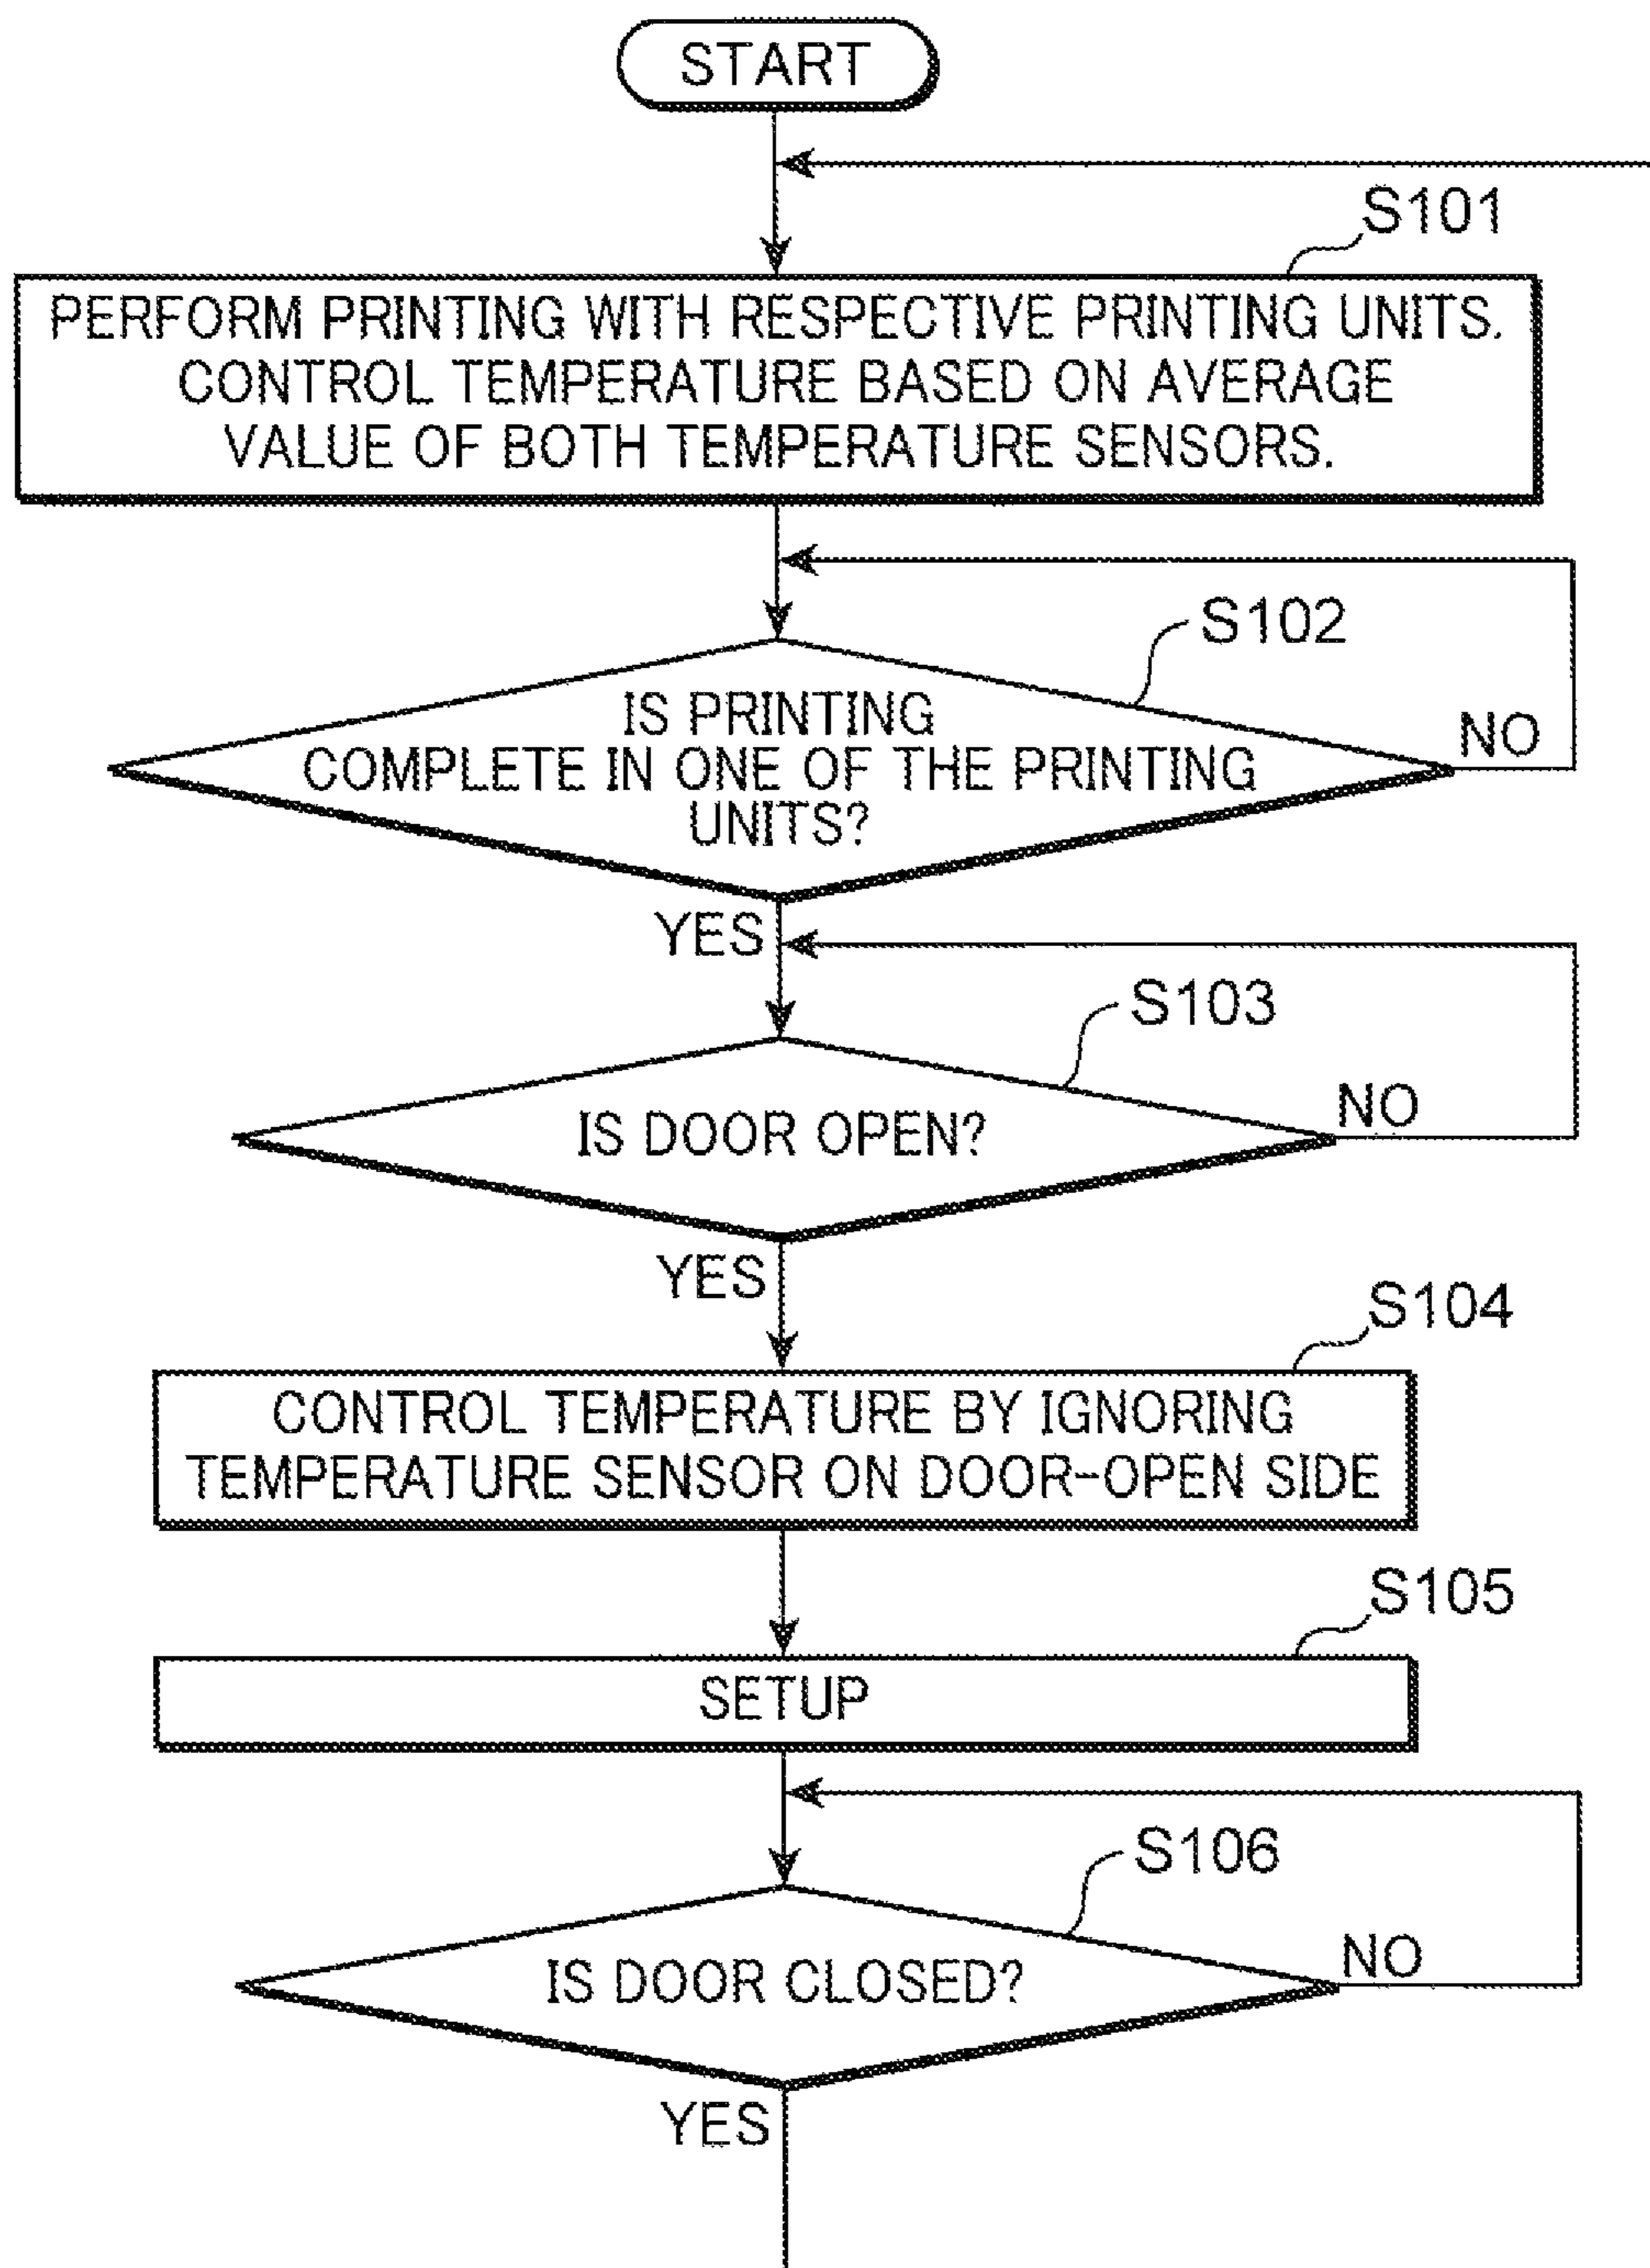 START
S101
PERFORM PRINTING WITH RESPECTIVE PRINTING UNITS.
CONTROL TEMPERATURE BASED ON AVERAGE
VALUE OF BOTH TEMPERATURE SENSORS.
S102
IS PRINTING
COMPLETE IN ONE OF THE PRINTING
UNITS?
NO
YES
S103
IS DOOR OPEN?
NO
YES
S104
CONTROL TEMPERATURE BY IGNORING
TEMPERATURE SENSOR ON DOOR-OPEN SIDE
S105
SETUP
S106
IS DOOR CLOSED?
NO
YES